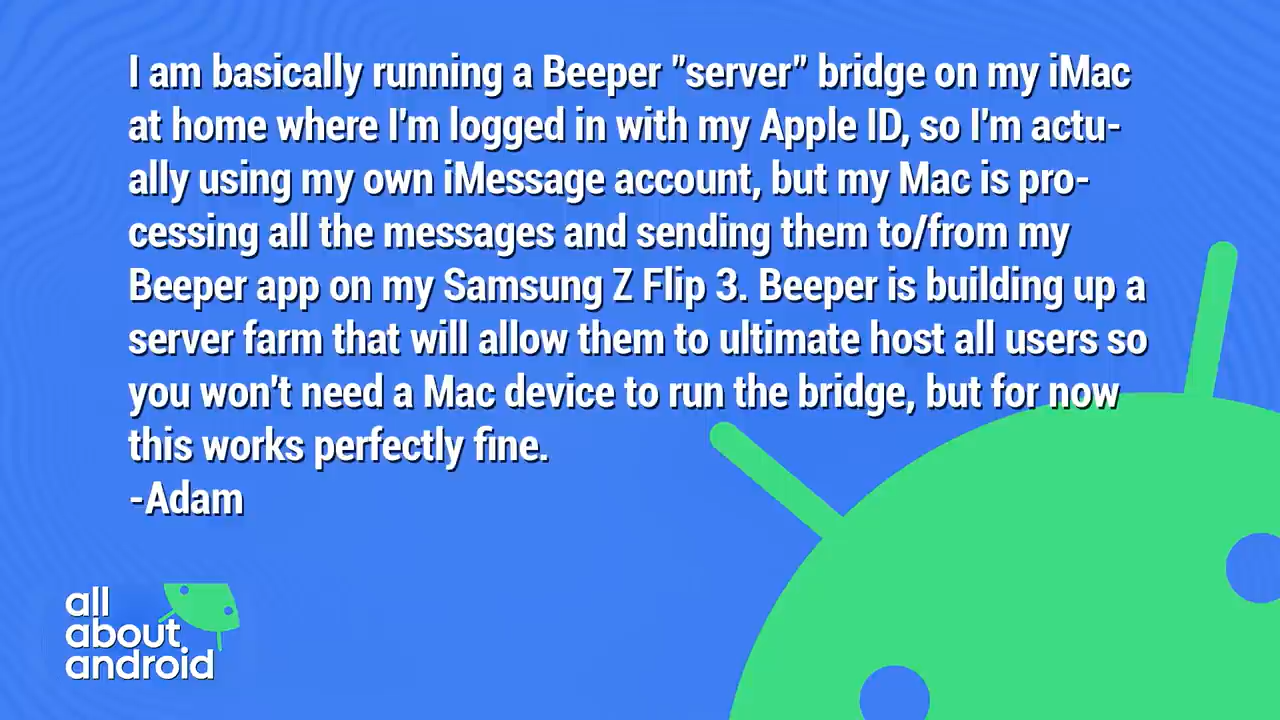 I am basically running a Beeper "server" bridge on my iMac
at home where I'm logged in with my Apple ID, so I'm actu-
ally using my own iMessage account, but my Mac is pro-
cessing all the messages and sending them to/from my
Beeper app on my Samsung Z Flip 3. Beeper is building up a
server farm that will allow them to ultimate host all users so
you won't need a Mac device to run the bridge, but for now
this works perfectly fine.
-Adam
all
about
android